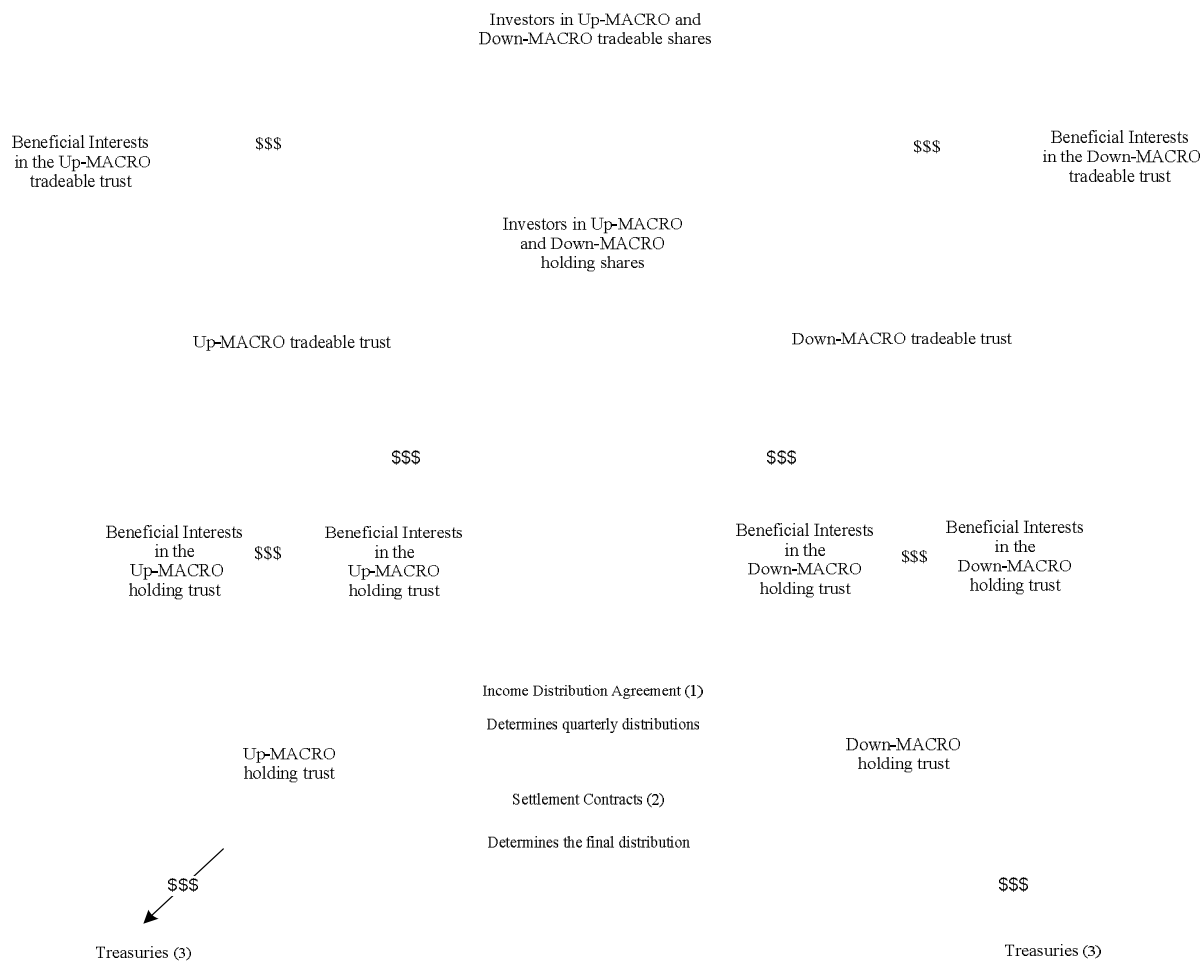 Investors in Up-MACRO and
Down-MACRO tradeable shares
Beneficial Interests
in the Up-MACRO
tradeable trust
$$$
$$$
Beneficial Interests
in the Down-MACRO
tradeable trust
Investors in Up-MACRO
and Down-MACRO
holding shares
Up-MACRO tradeable trust
Down-MACRO tradeable trust
$$$
$$$
Beneficial Interests
in the
Up-MACRO
holding trust
$$$
Beneficial Interests
in the
Up-MACRO
holding trust
Beneficial Interests
in the
Down-MACRO
holding trust
$$$
Beneficial Interests
in the
Down-MACRO
holding trust
Income Distribution Agreement (1)
Determines quarterly distributions
Up-MACRO
holding trust
Down-MACRO
holding trust
Settlement Contracts (2)
Determines the final distribution
$$$
$$$
Treasuries (3)
Treasuries (3)